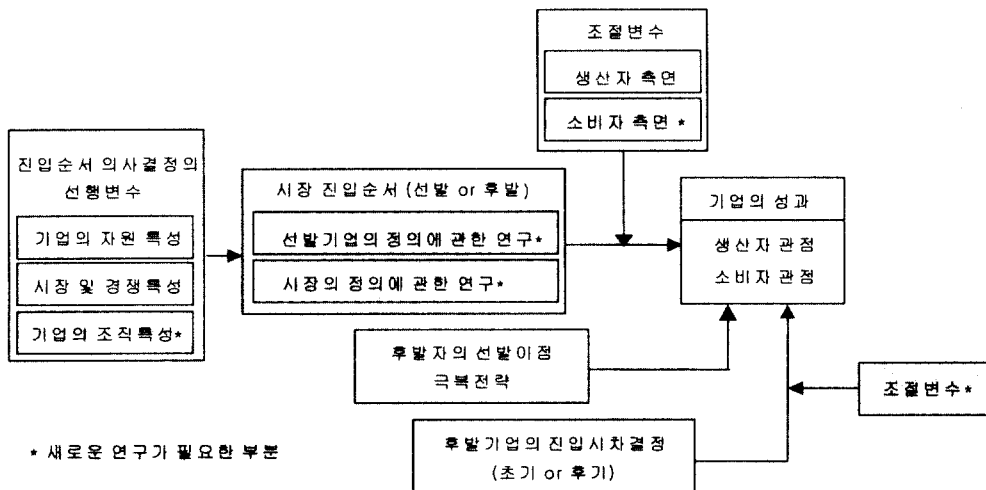 조절변수
생산자 측면
소비자 측면 *
진입순서 의사결정의
선행변수
기업의 자원 특성
시장 및 경쟁특성
기업의 조직특성*
시장 진입순서 (선발 or 후발)
선발기업의 정의에 관한 연구*
시장의 정의에 관한 연구*
기업의 성과
생산자 관점
소비자 관점
후발자의 선발이점
극복전략
조절변수*
후발기업의 진입시차결정
(초기 or 후기)
* 새로운 연구가 필요한 부분